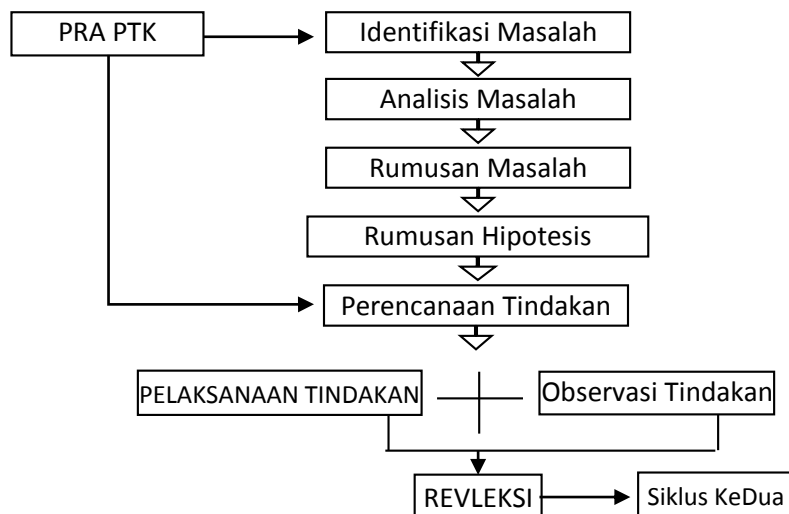 PRA PTK
Identifikasi Masalah
Analisis Masalah
Rumusan Masalah
Rumusan Hipotesis
Perencanaan Tindakan
PELAKSANAAN TINDAKAN
Observasi Tindakan
REVLEKSI
Siklus KeDua